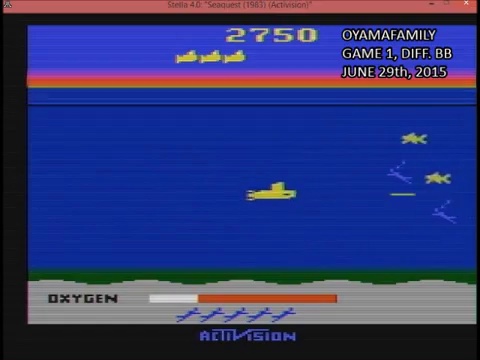 Stella 4.0: "Seaquest (1983) (Activision)"
2750
OYAMAFAMILY
GAME 1, DIFF. BB
JUNE 29th, 2015
OXYGEN
ACTIVISION